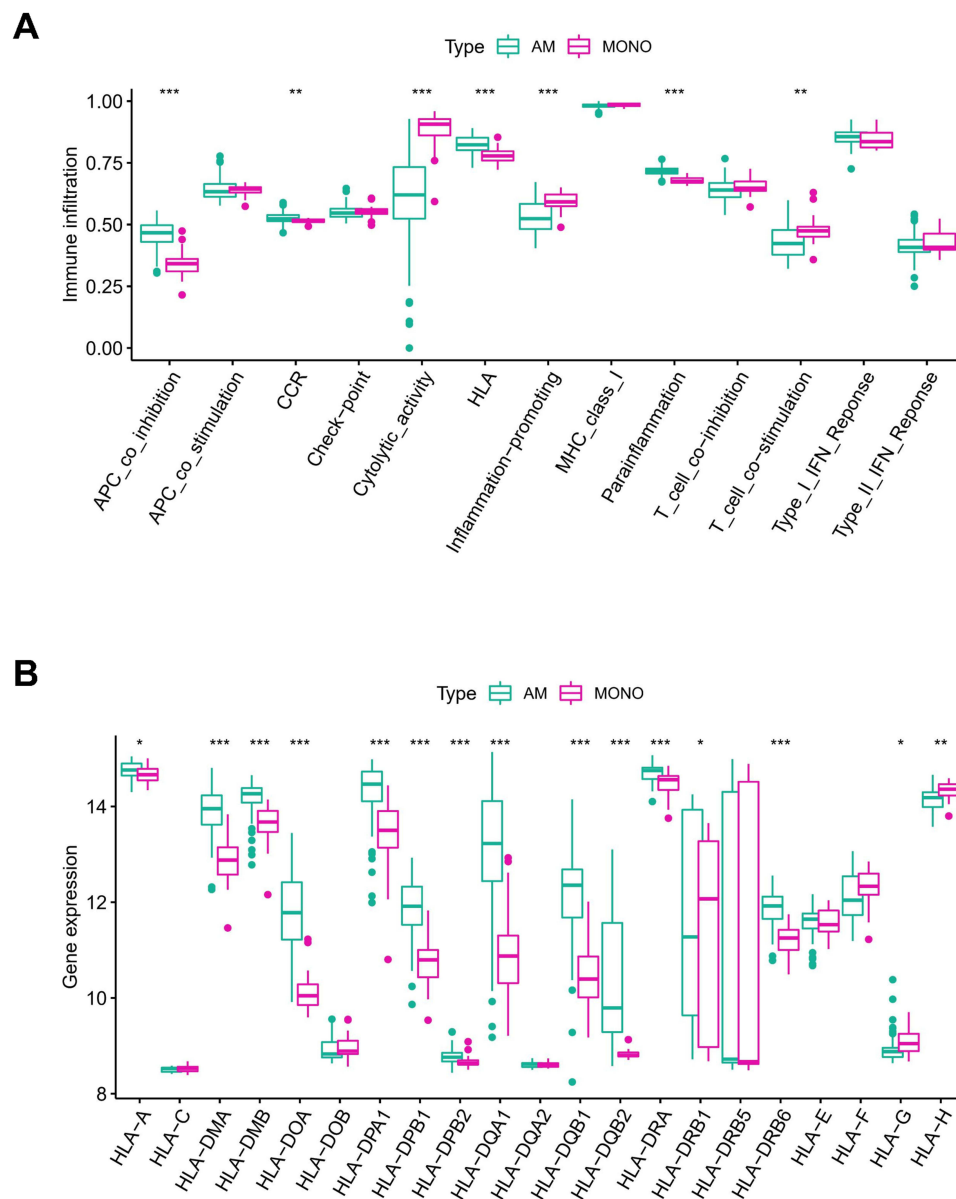 A
Type AM MONO
*** ** *** *** *** *** **
Immune infiltration
1.00
0.75
0.50
0.25
0.00
APC_co_inhibition
APC_co_stimulation
CCR
Check-point
Cytolytic_activity
HLA
Inflammation-promoting
MHC_class_I
Parainflammation
T_cell_co-inhibition
T_cell_co-stimulation
Type_I_IFN_Reponse
Type_II_IFN_Reponse
B
Type AM MONO
* *** *** *** *** *** *** *** *** *** *** * *** * **
Gene expression
14
12
10
8
HLA-A
HLA-C
HLA-DMA
HLA-DMB
HLA-DOA
HLA-DOB
HLA-DPA1
HLA-DPB1
HLA-DPB2
HLA-DQA1
HLA-DQA2
HLA-DQB1
HLA-DQB2
HLA-DRA
HLA-DRB1
HLA-DRB5
HLA-DRB6
HLA-E
HLA-F
HLA-G
HLA-H